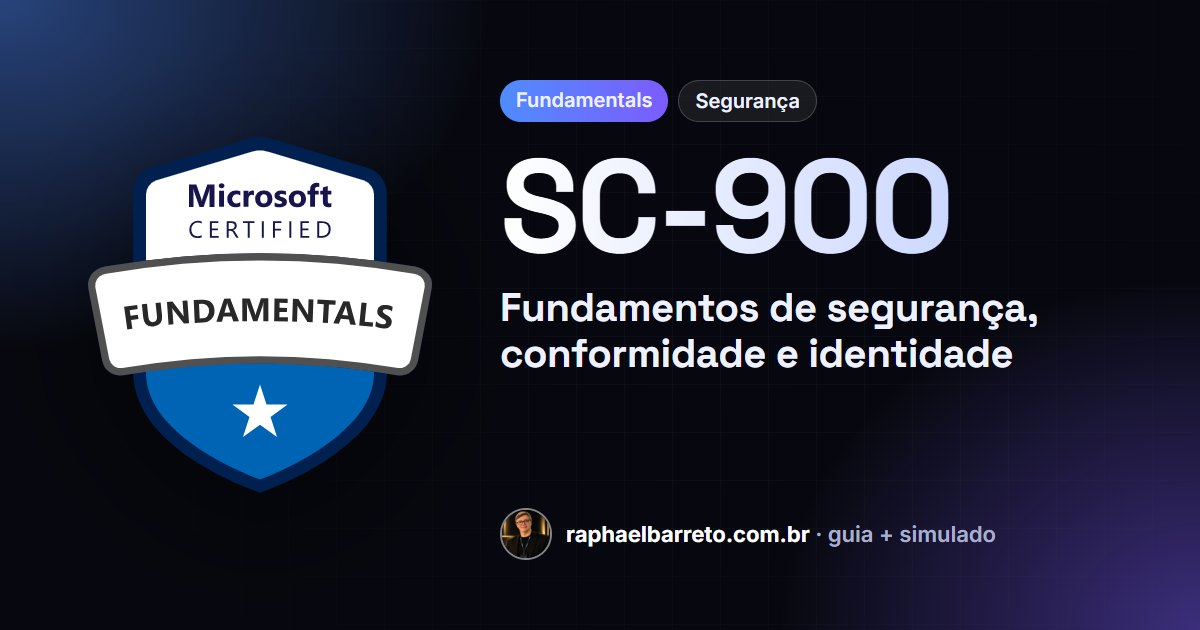 Microsoft
CERTIFIED
FUNDAMENTALS
Fundamentals
Segurança
SC-900
Fundamentos de segurança,
conformidade e identidade
raphaelbarreto.com.br · guia + simulado